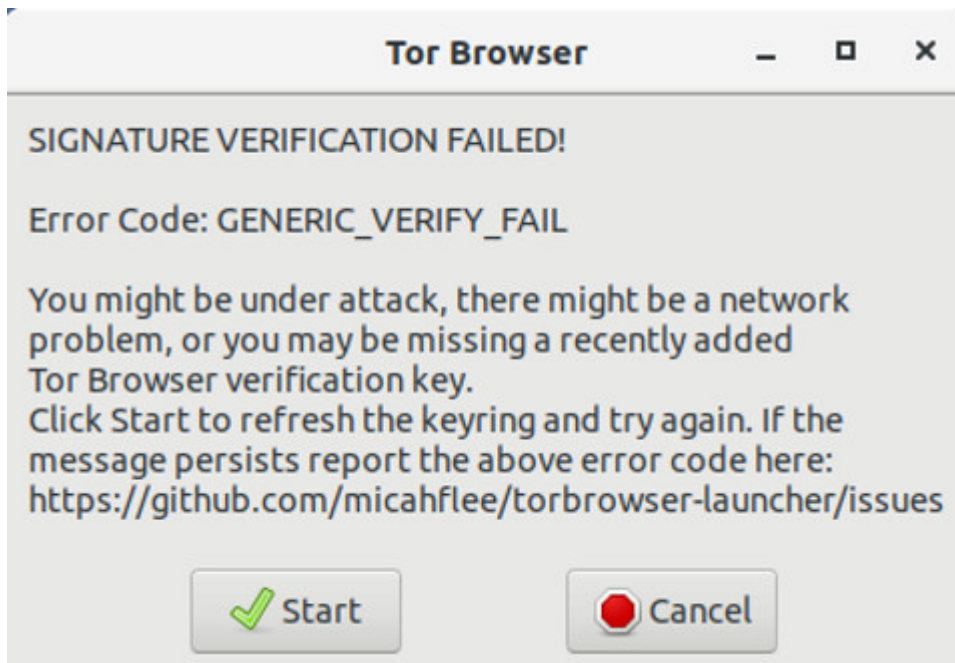 Tor Browser
SIGNATURE VERIFICATION FAILED!
Error Code: GENERIC_VERIFY_FAIL
You might be under attack, there might be a network
problem, or you may be missing a recently added
Tor Browser verification key.
Click Start to refresh the keyring and try again. If the
message persists report the above error code here:
https://github.com/micahflee/torbrowser-launcher/issues
Start
Cancel